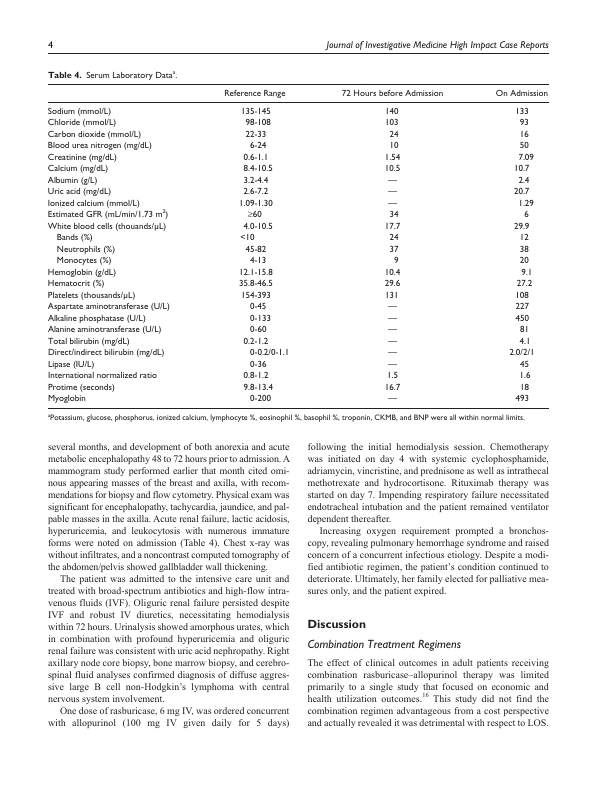 4
Journal of Investigative Medicine High Impact Case Reports
Table 4. Serum Laboratory Dataᵃ.
Reference Range 72 Hours before Admission On Admission
Sodium (mmol/L) 135-145 140 133
Chloride (mmol/L) 98-108 103 93
Carbon dioxide (mmol/L) 22-33 24 16
Blood urea nitrogen (mg/dL) 6-24 10 50
Creatinine (mg/dL) 0.6-1.1 1.54 7.09
Calcium (mg/dL) 8.4-10.5 10.5 10.7
Albumin (g/L) 3.2-4.4 — 2.4
Uric acid (mg/dL) 2.6-7.2 — 20.7
Ionized calcium (mmol/L) 1.09-1.30 — 1.29
Estimated GFR (mL/min/1.73 m²) ≥60 34 6
White blood cells (thouands/µL) 4.0-10.5 17.7 29.9
Bands (%) <10 24 12
Neutrophils (%) 45-82 37 38
Monocytes (%) 4-13 9 20
Hemoglobin (g/dL) 12.1-15.8 10.4 9.1
Hematocrit (%) 35.8-46.5 29.6 27.2
Platelets (thousands/µL) 154-393 131 108
Aspartate aminotransferase (U/L) 0-45 — 227
Alkaline phosphatase (U/L) 0-133 — 450
Alanine aminotransferase (U/L) 0-60 — 81
Total bilirubin (mg/dL) 0.2-1.2 — 4.1
Direct/indirect bilirubin (mg/dL) 0-0.2/0-1.1 — 2.0/2/1
Lipase (IU/L) 0-36 — 45
International normalized ratio 0.8-1.2 1.5 1.6
Protime (seconds) 9.8-13.4 16.7 18
Myoglobin 0-200 — 493
ᵃPotassium, glucose, phosphorus, ionized calcium, lymphocyte %, eosinophil %, basophil %, troponin, CKMB, and BNP were all within normal limits.
several months, and development of both anorexia and acute
metabolic encephalopathy 48 to 72 hours prior to admission. A
mammogram study performed earlier that month cited omi-
nous appearing masses of the breast and axilla, with recom-
mendations for biopsy and flow cytometry. Physical exam was
significant for encephalopathy, tachycardia, jaundice, and pal-
pable masses in the axilla. Acute renal failure, lactic acidosis,
hyperuricemia, and leukocytosis with numerous immature
forms were noted on admission (Table 4). Chest x-ray was
without infiltrates, and a noncontrast computed tomography of
the abdomen/pelvis showed gallbladder wall thickening.
The patient was admitted to the intensive care unit and
treated with broad-spectrum antibiotics and high-flow intra-
venous fluids (IVF). Oliguric renal failure persisted despite
IVF and robust IV diuretics, necessitating hemodialysis
within 72 hours. Urinalysis showed amorphous urates, which
in combination with profound hyperuricemia and oliguric
renal failure was consistent with uric acid nephropathy. Right
axillary node core biopsy, bone marrow biopsy, and cerebro-
spinal fluid analyses confirmed diagnosis of diffuse aggres-
sive large B cell non-Hodgkin's lymphoma with central
nervous system involvement.
One dose of rasburicase, 6 mg IV, was ordered concurrent
with allopurinol (100 mg IV given daily for 5 days)
following the initial hemodialysis session. Chemotherapy
was initiated on day 4 with systemic cyclophosphamide,
adriamycin, vincristine, and prednisone as well as intrathecal
methotrexate and hydrocortisone. Rituximab therapy was
started on day 7. Impending respiratory failure necessitated
endotracheal intubation and the patient remained ventilator
dependent thereafter.
Increasing oxygen requirement prompted a bronchos-
copy, revealing pulmonary hemorrhage syndrome and raised
concern of a concurrent infectious etiology. Despite a modi-
fied antibiotic regimen, the patient's condition continued to
deteriorate. Ultimately, her family elected for palliative mea-
sures only, and the patient expired.
Discussion
Combination Treatment Regimens
The effect of clinical outcomes in adult patients receiving
combination rasburicase–allopurinol therapy was limited
primarily to a single study that focused on economic and
health utilization outcomes.¹⁶ This study did not find the
combination regimen advantageous from a cost perspective
and actually revealed it was detrimental with respect to LOS.